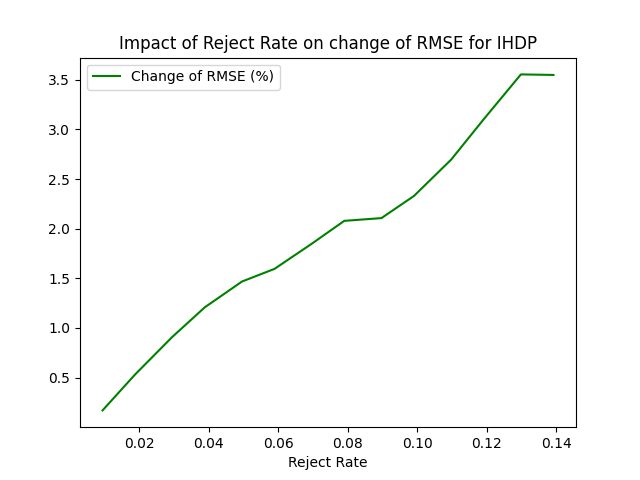 Impact of Reject Rate on change of RMSE for IHDP
Change of RMSE (%)
3.5
3.0
2.5
2.0
1.5
1.0
0.5
0.02 0.04 0.06 0.08 0.10 0.12 0.14
Reject Rate